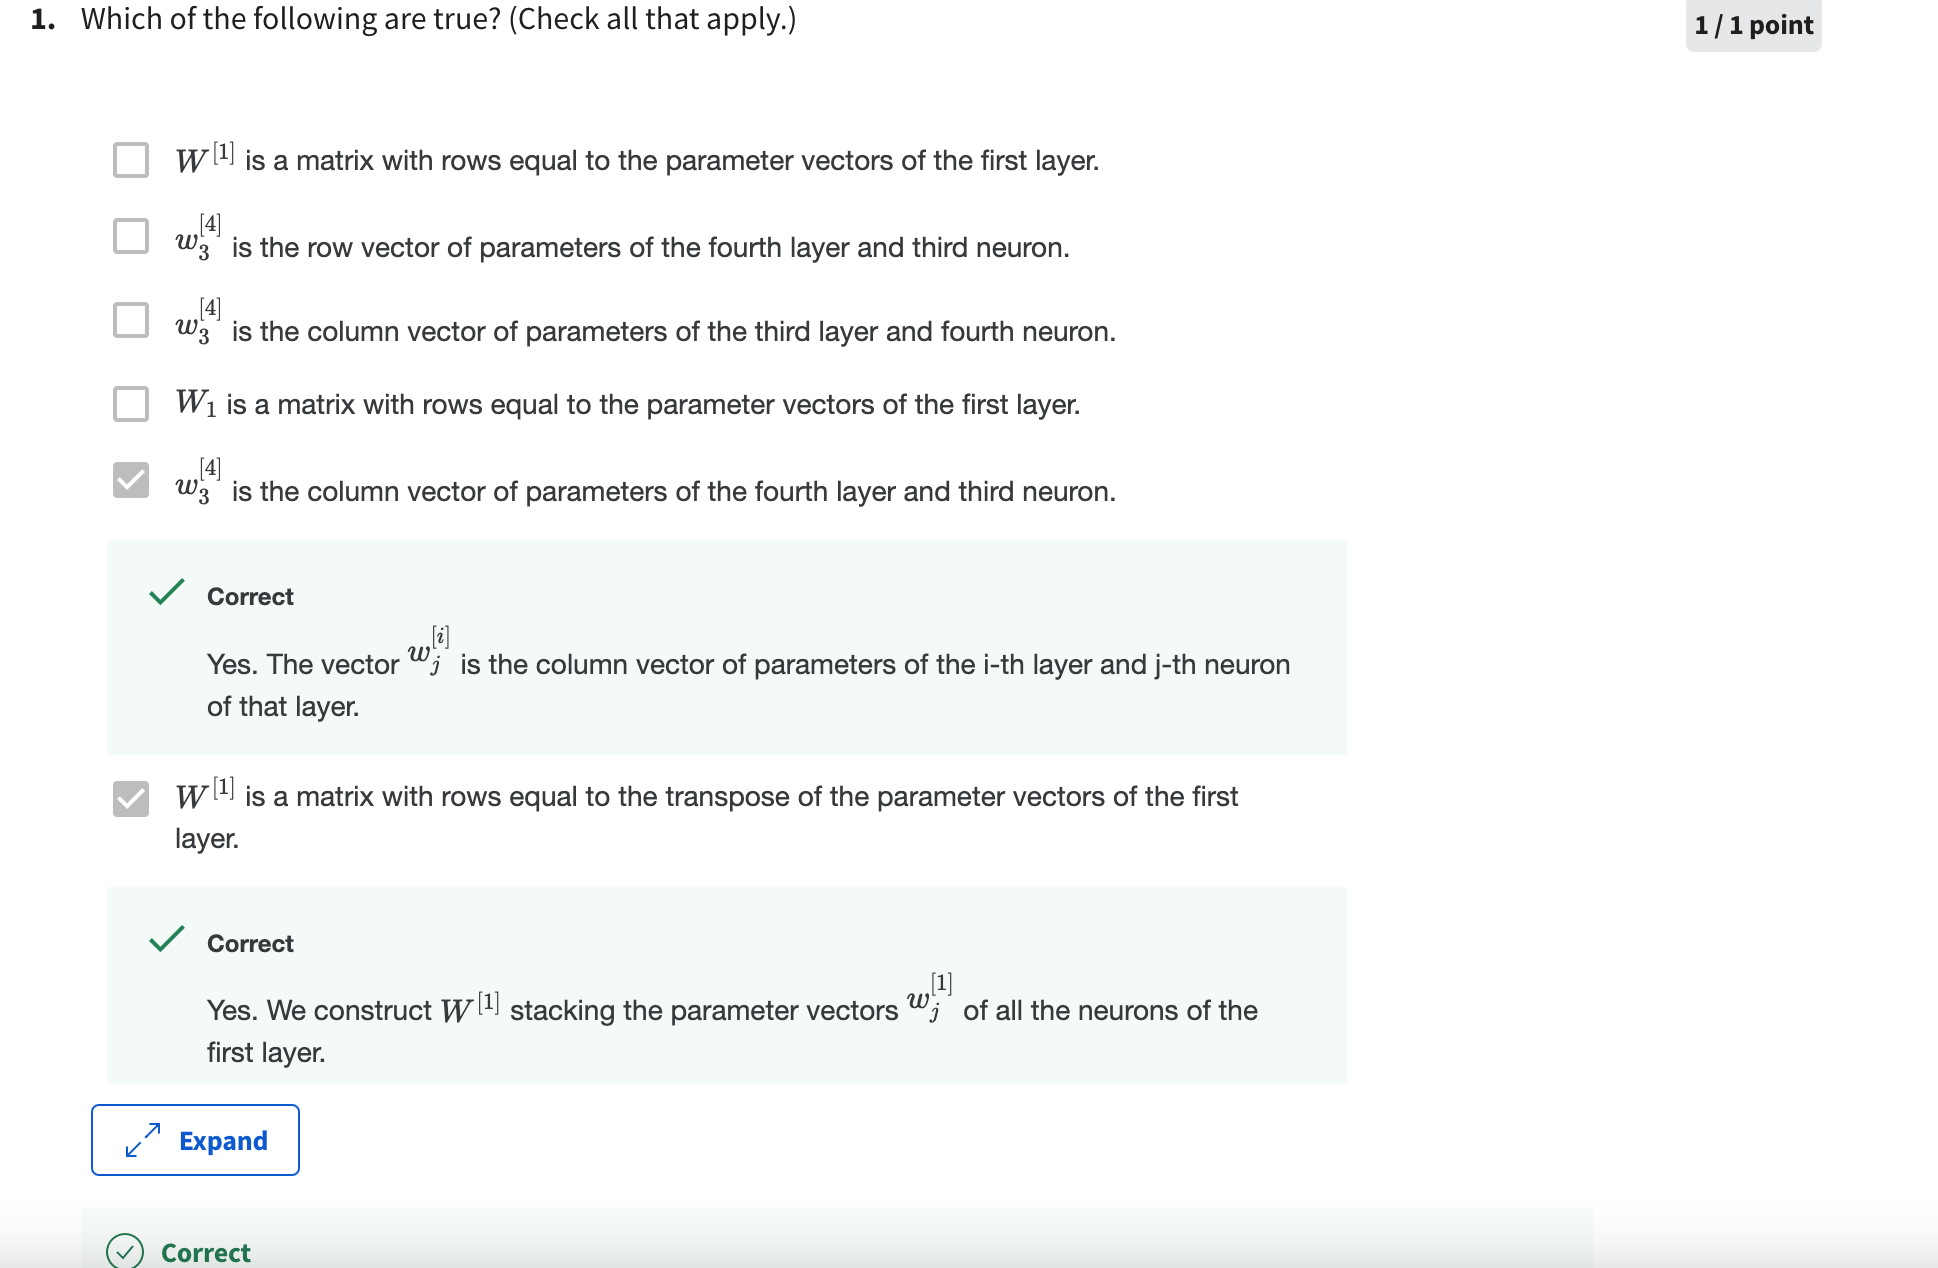 1. Which of the following are true? (Check all that apply.)
1 / 1 point
W^{[1]} is a matrix with rows equal to the parameter vectors of the first layer.
w_3^{[4]} is the row vector of parameters of the fourth layer and third neuron.
w_3^{[4]} is the column vector of parameters of the third layer and fourth neuron.
W_1 is a matrix with rows equal to the parameter vectors of the first layer.
w_3^{[4]} is the column vector of parameters of the fourth layer and third neuron.
Correct
Yes. The vector w_j^{[i]} is the column vector of parameters of the i-th layer and j-th neuron
of that layer.
W^{[1]} is a matrix with rows equal to the transpose of the parameter vectors of the first
layer.
Correct
Yes. We construct W^{[1]} stacking the parameter vectors w_j^{[1]} of all the neurons of the
first layer.
Expand
Correct